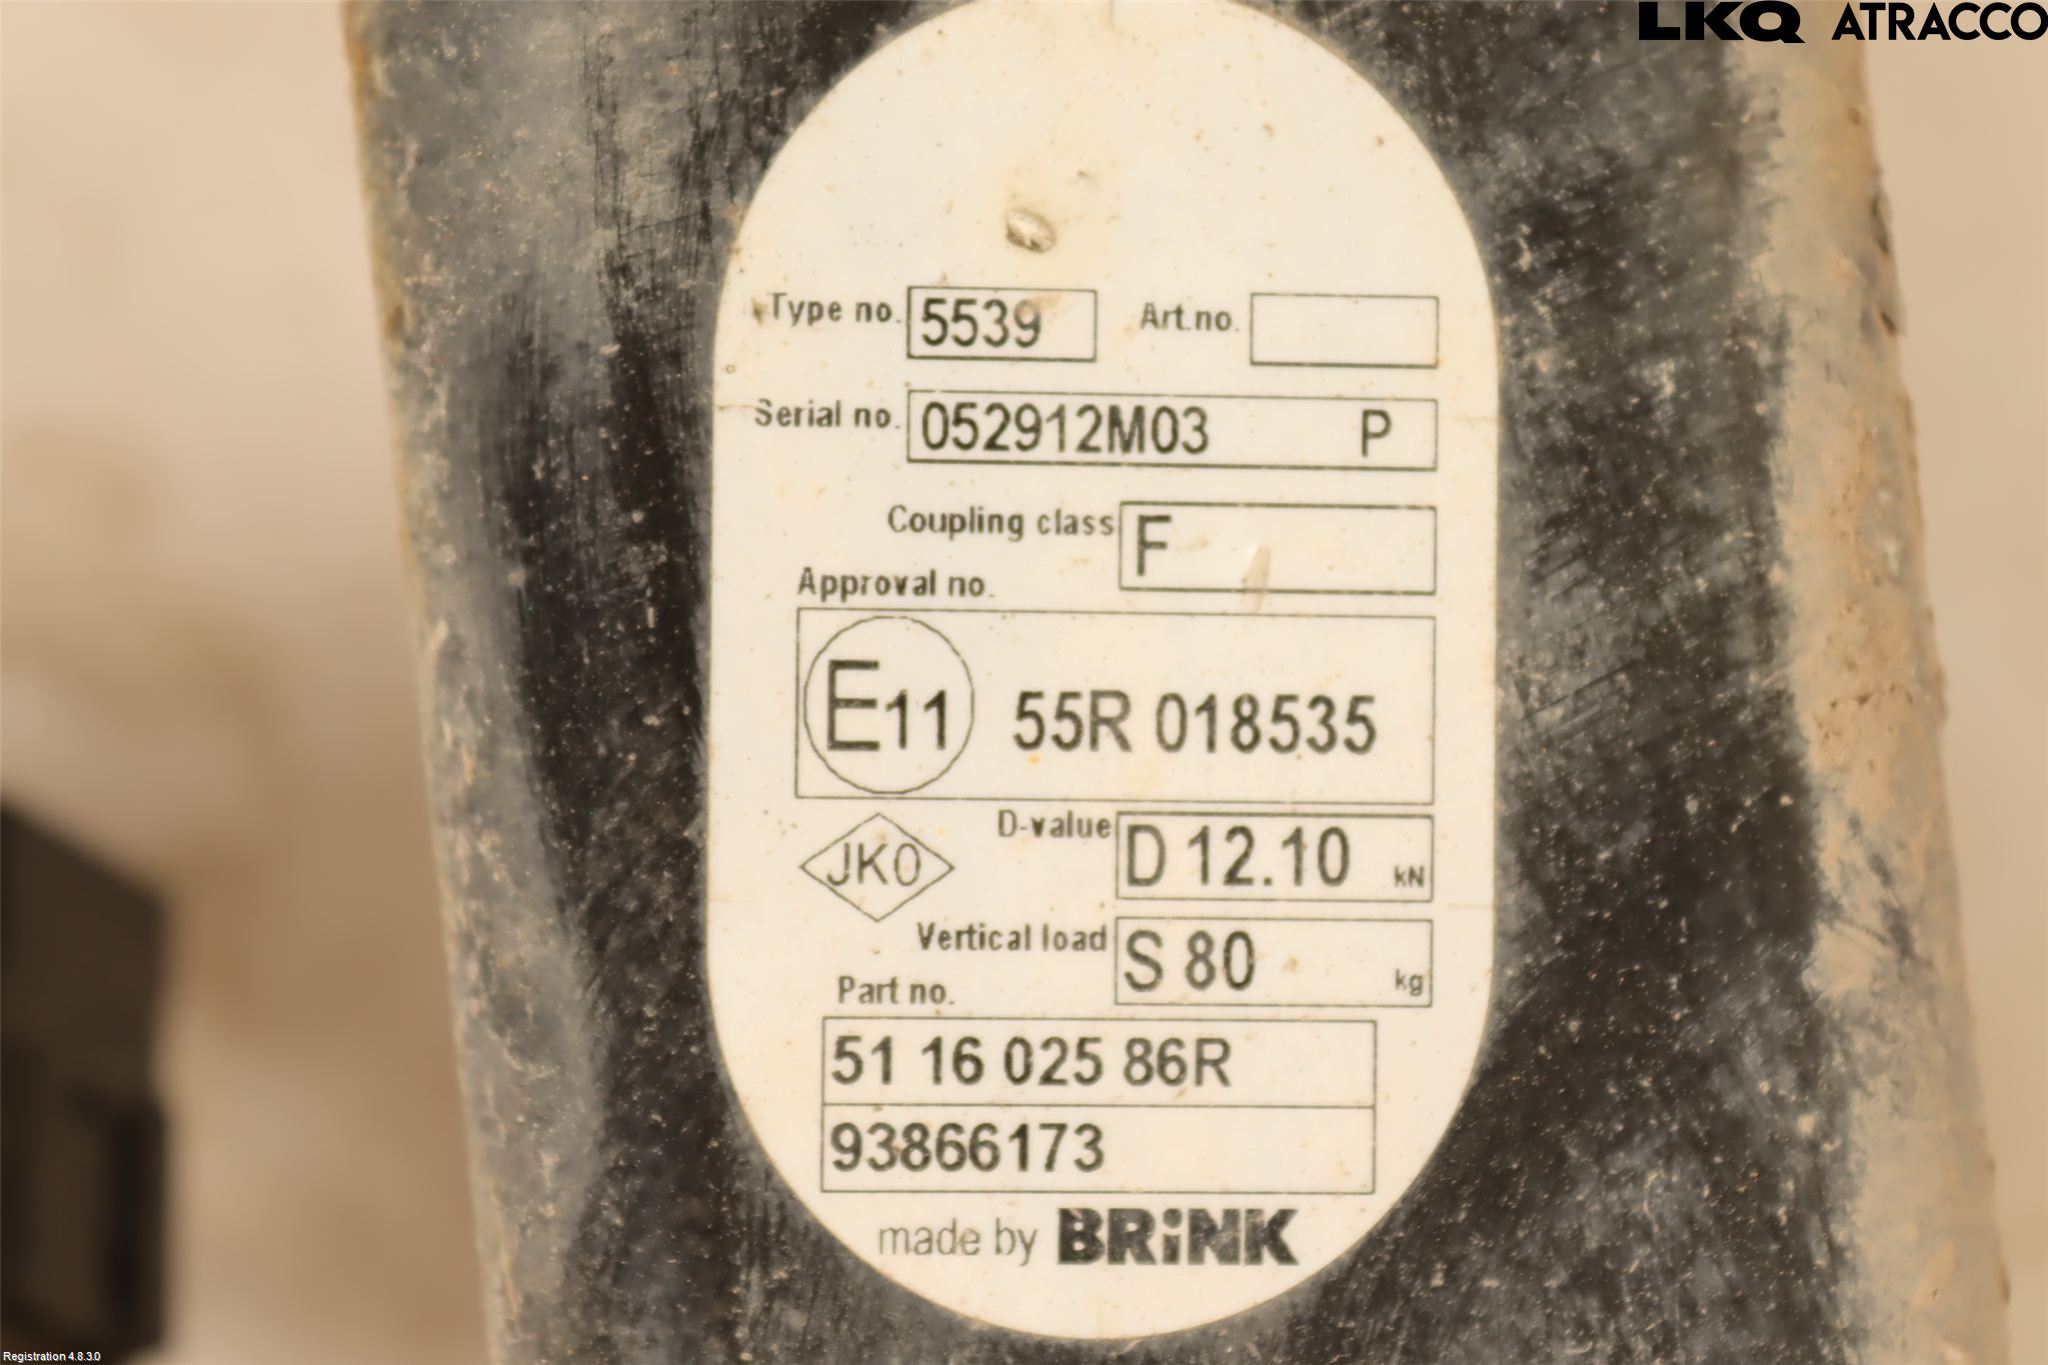 LKQ ATRACCO
Type no. 5539 Art.no.
Serial no. 052912M03 P
Coupling class F
Approval no.
E11 55R 018535
JKO D-value D 12.10 kN
Vertical load S 80 kg
Part no.
51 16 025 86R
93866173
made by BRiNK
Registration 4.8.3.0